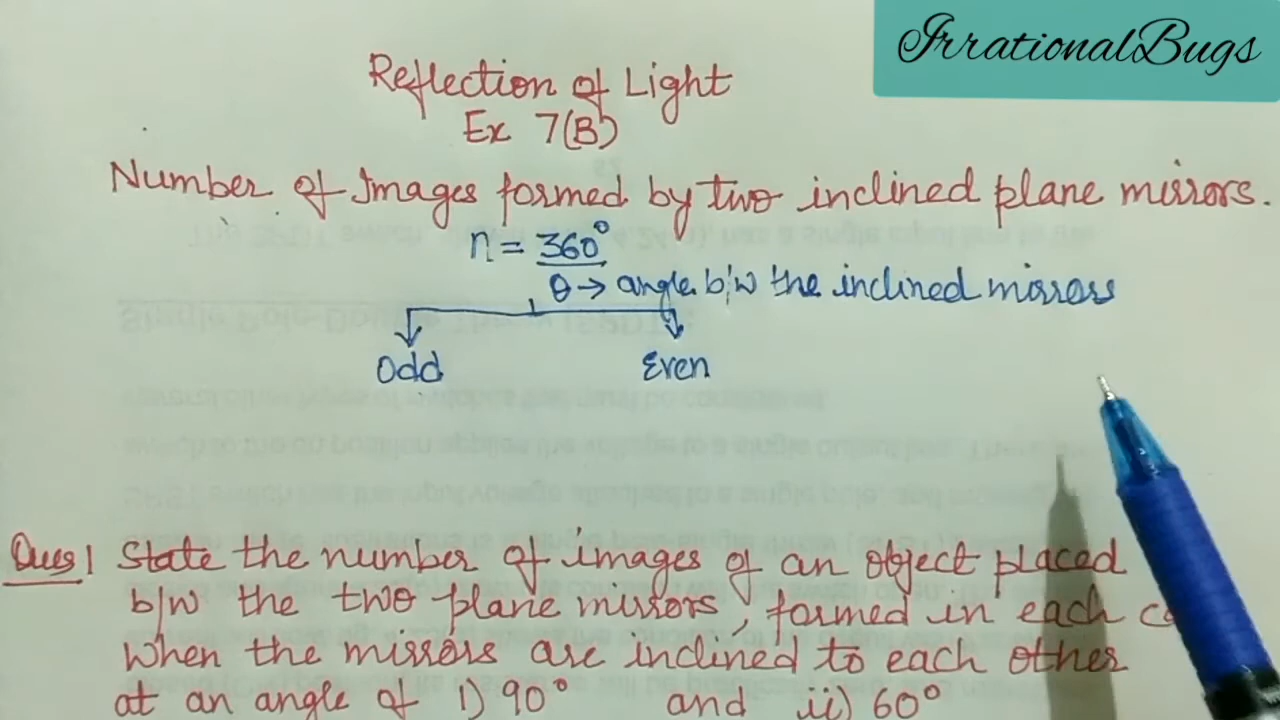 IrrationalBugs
Reflection of Light
Ex 7(B)
Number of Images formed by two inclined plane mirrors.
n = 360°
θ → angle b/w the inclined mirrors
Odd Even
Ques 1 State the number of images of an object placed
b/w the two plane mirrors, formed in each
When the mirrors are inclined to each other
at an angle of i) 90° and ii) 60°